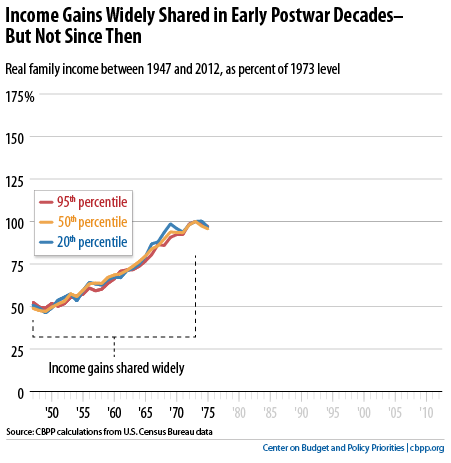 Income Gains Widely Shared in Early Postwar Decades–
But Not Since Then
Real family income between 1947 and 2012, as percent of 1973 level
175%
150
125
100
75
50
25
0
95th percentile
50th percentile
20th percentile
Income gains shared widely
'50 '55 '60 '65 '70 '75 '80 '85 '90 '95 '00 '05 '10
Source: CBPP calculations from U.S. Census Bureau data
Center on Budget and Policy Priorities | cbpp.org